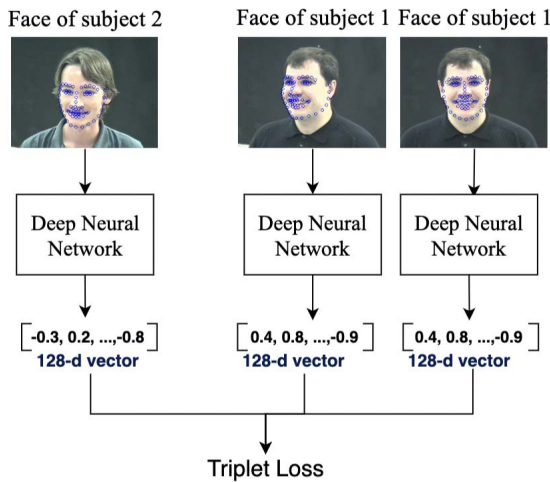 Face of subject 2
Face of subject 1
Face of subject 1
Deep Neural
Network
Deep Neural
Network
Deep Neural
Network
[-0.3, 0.2, ...,-0.8]
128-d vector
[0.4, 0.8, ...,-0.9]
128-d vector
[0.4, 0.8, ...,-0.9]
128-d vector
Triplet Loss